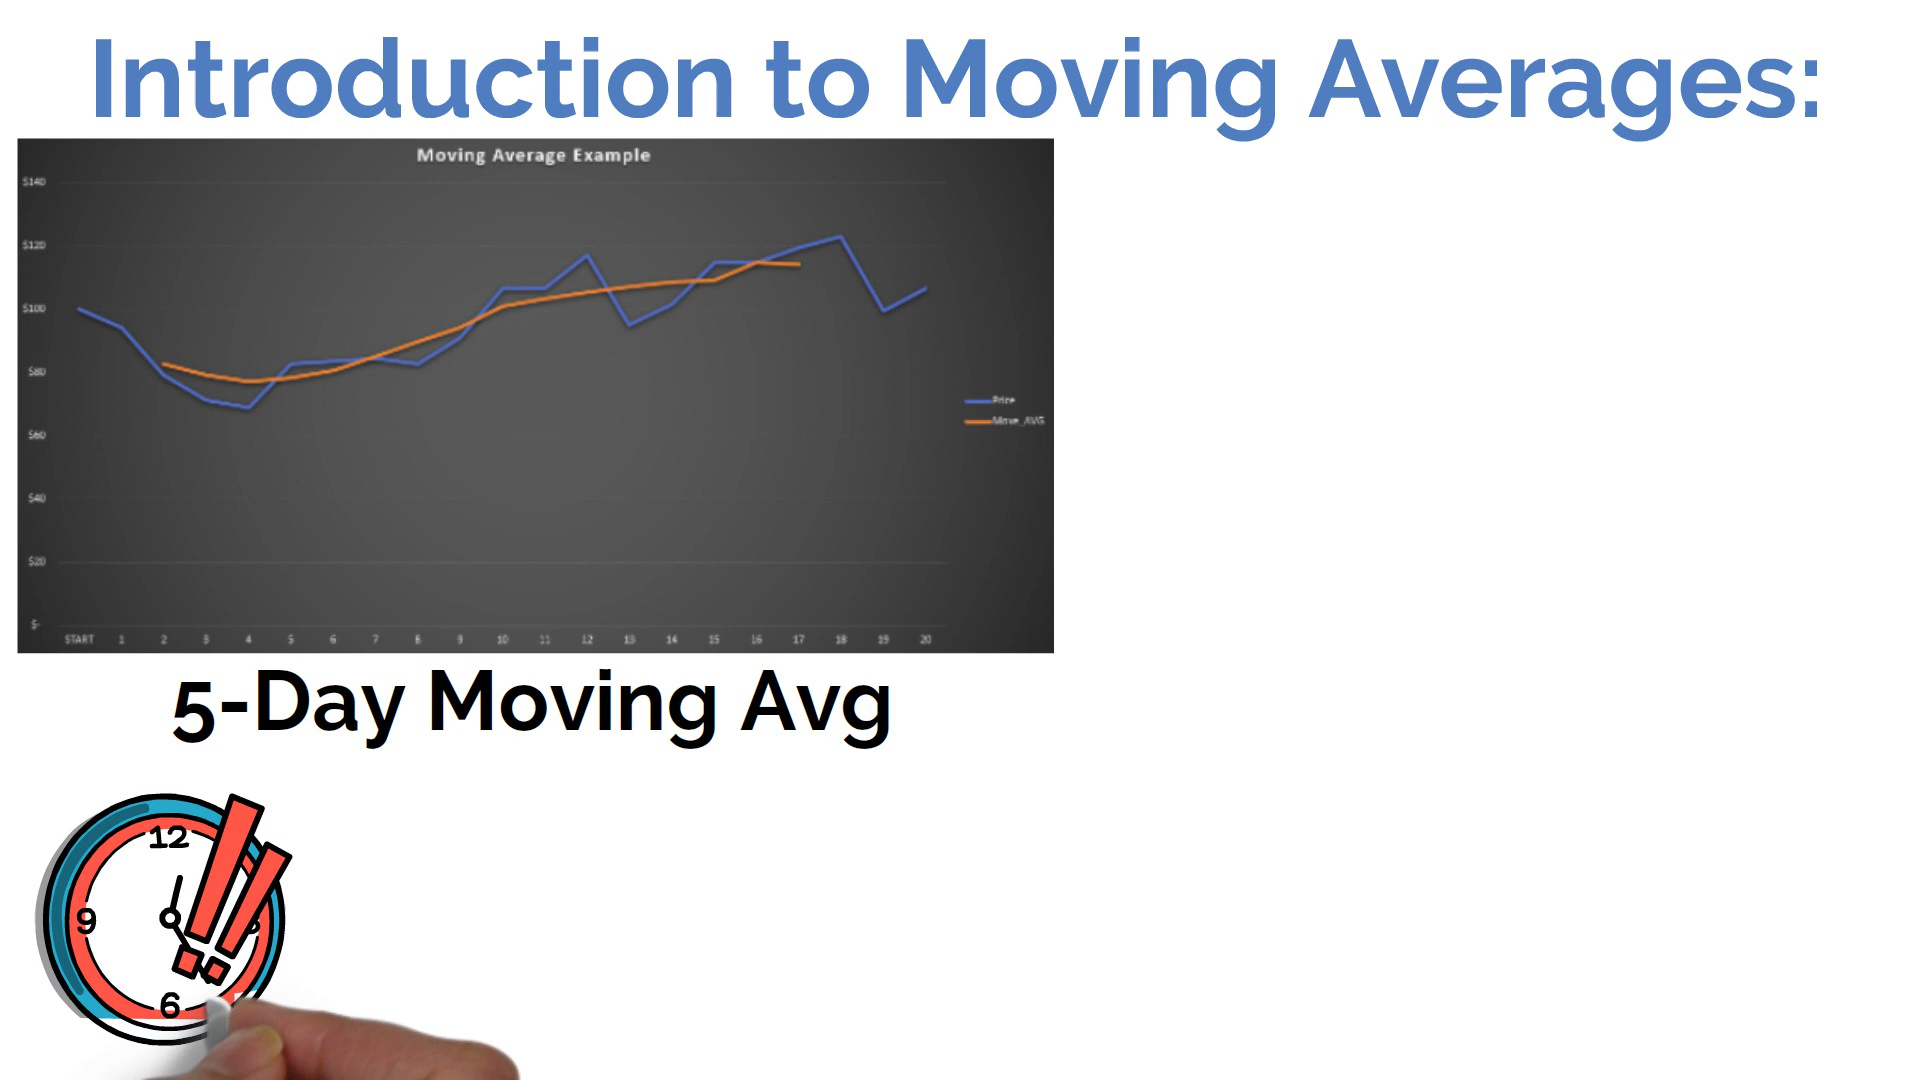 Introduction to Moving Averages:
Moving Average Example
$140
$120
$100
$80
$60
$40
$20
$-
START 1 2 3 4 5 6 7 8 9 10 11 12 13 14 15 16 17 18 19 20
Price
Move_AVG
5-Day Moving Avg
12
9
3
6